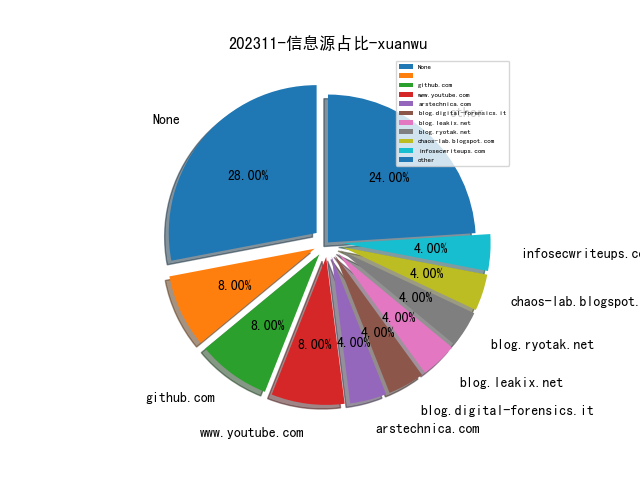 202311-信息源占比-xuanwu
None
github.com
www.youtube.com
arstechnica.com
blog.digital-forensics.it
blog.leakix.net
blog.ryotak.net
chaos-lab.blogspot.com
infosecwriteups.com
other
None
28.00%
24.00%
8.00%
8.00%
8.00%
4.00%
4.00%
4.00%
4.00%
4.00%
4.00%
infosecwriteups.co
chaos-lab.blogspot.
blog.ryotak.net
blog.leakix.net
blog.digital-forensics.it
arstechnica.com
www.youtube.com
github.com